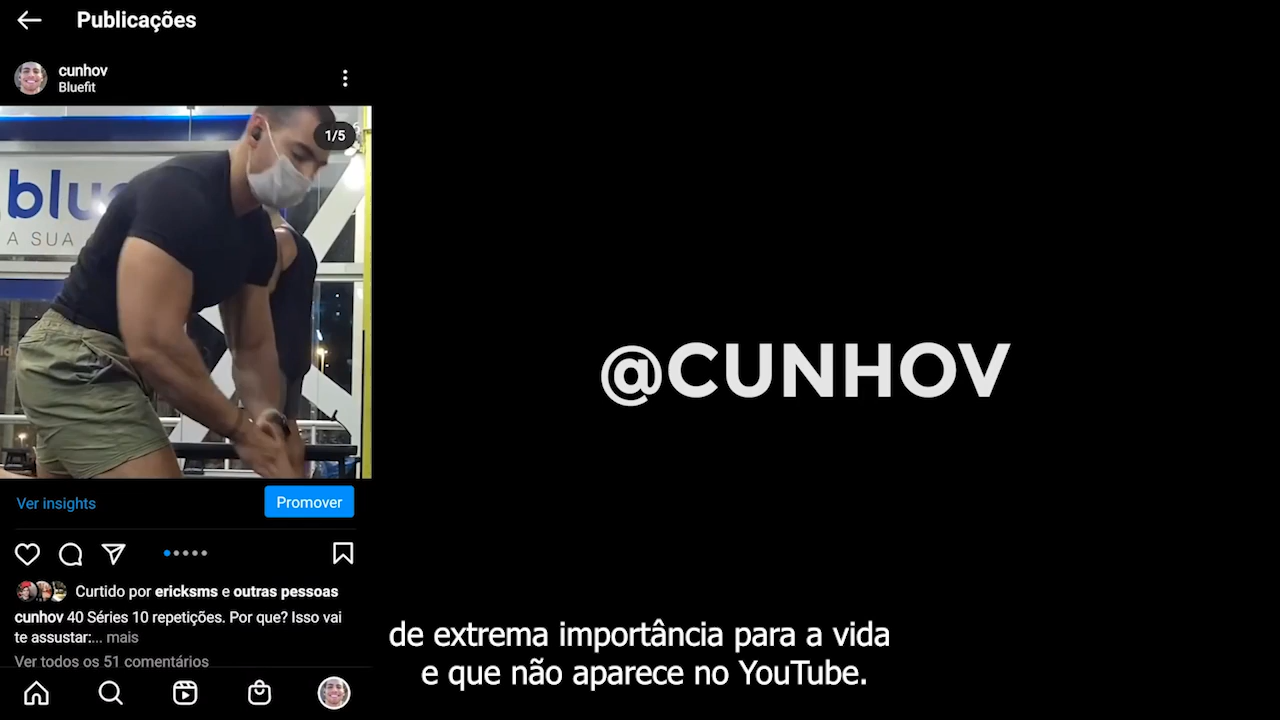 Publicações
cunhov
Bluefit
1/5
blue
A SUA
Ver insights
Promover
Curtido por ericksms e outras pessoas
cunhov 40 Séries 10 repetições. Por que? Isso vai
te assustar:... mais
Ver todos os 51 comentários
@CUNHOV
de extrema importância para a vida
e que não aparece no YouTube.